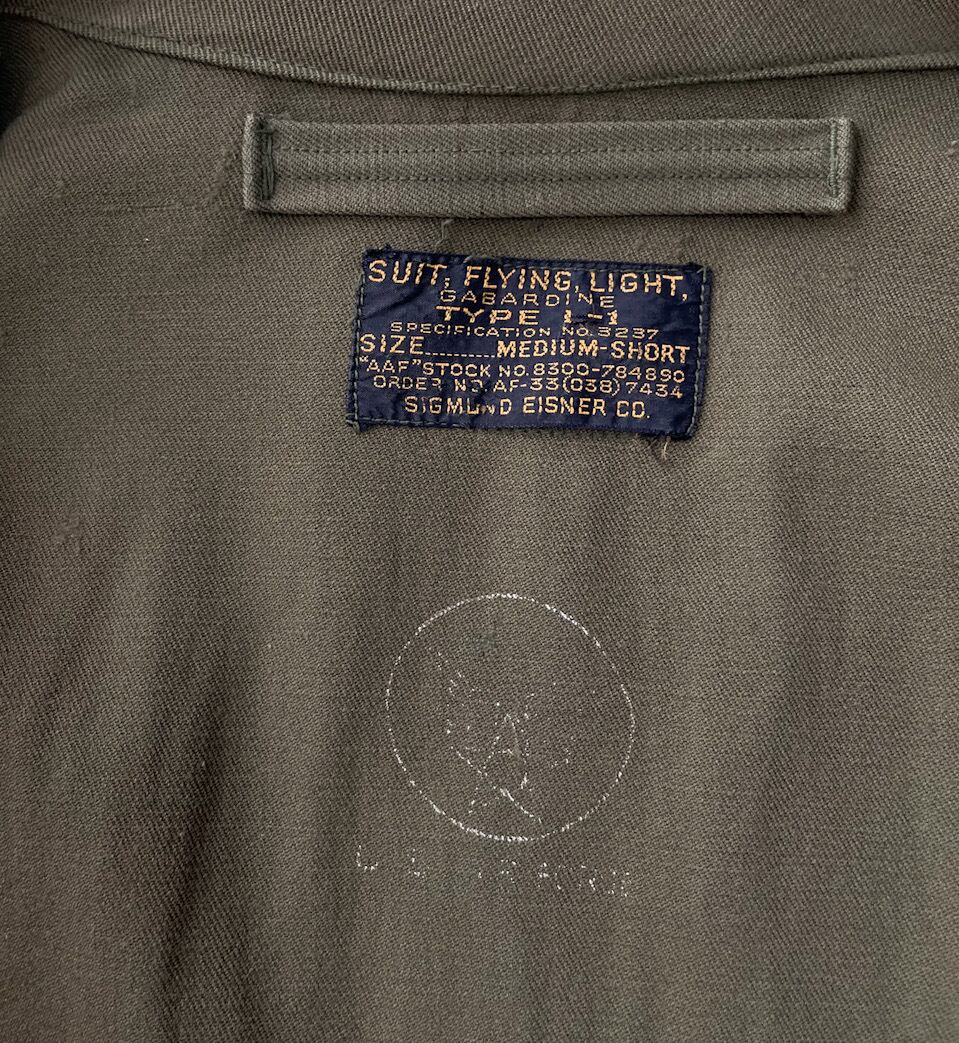 SUIT, FLYING, LIGHT,
GABARDINE
TYPE L-1
SPECIFICATION NO. 3237
SIZE..........MEDIUM-SHORT
"AAF" STOCK NO. 8300-784890
ORDER NO. AF-33(038)7434
SIGMUND EISNER CO.